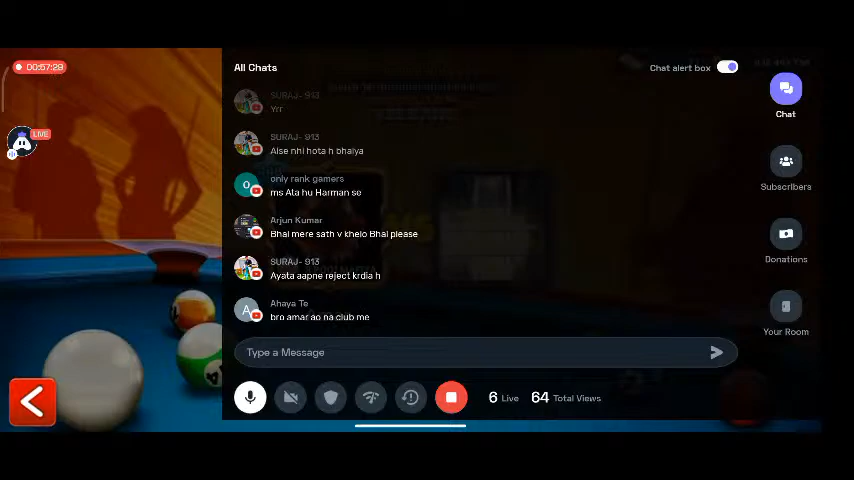 00:57:29
All Chats
Chat alert box
SURAJ- 913
Yrr
LIVE
SURAJ- 913
Aise nhi hota h bhaiya
Chat
only rank gamers
ms Ata hu Harman se
Subscribers
Arjun Kumar
Bhai mere sath v khelo Bhai please
SURAJ- 913
Ayata aapne reject krdia h
Donations
Ahaya Te
bro amar ao na club me
Your Room
Type a Message
6 Live 64 Total Views